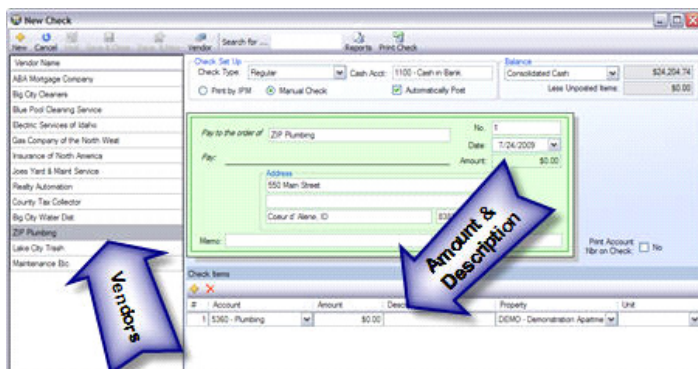 New Check
New Cancel Vendor Search for ... Reports Print Check
Vendor Name
ABA Mortgage Company
Big City Cleaners
Blue Pool Cleaning Service
Electric Services of Idaho
Gas Company of the North West
Insurance of North America
Joes Yard & Maint Service
Realty Automation
County Tax Collector
Big City Water Dist
ZIP Plumbing
Lake City Trash
Maintenance Etc
Vendors
Check Set Up
Check Type: Regular Cash Acct: 1100 - Cash in Bank
Print by IPM Manual Check Automatically Post
Balance
Consolidated Cash $24,204.74
Less Unposted Items: $0.00
Pay to the order of ZIP Plumbing
No. 1
Date: 7/24/2009
Pay:
Amount: $0.00
Address
550 Main Street
Coeur d' Alene, ID 838
Memo:
Amount & Description
Print Account
Nbr on Check: No
Check Items
# Account Amount Desc Property Unit
1 5360 - Plumbing $0.00 DEMO - Demonstration Apartme